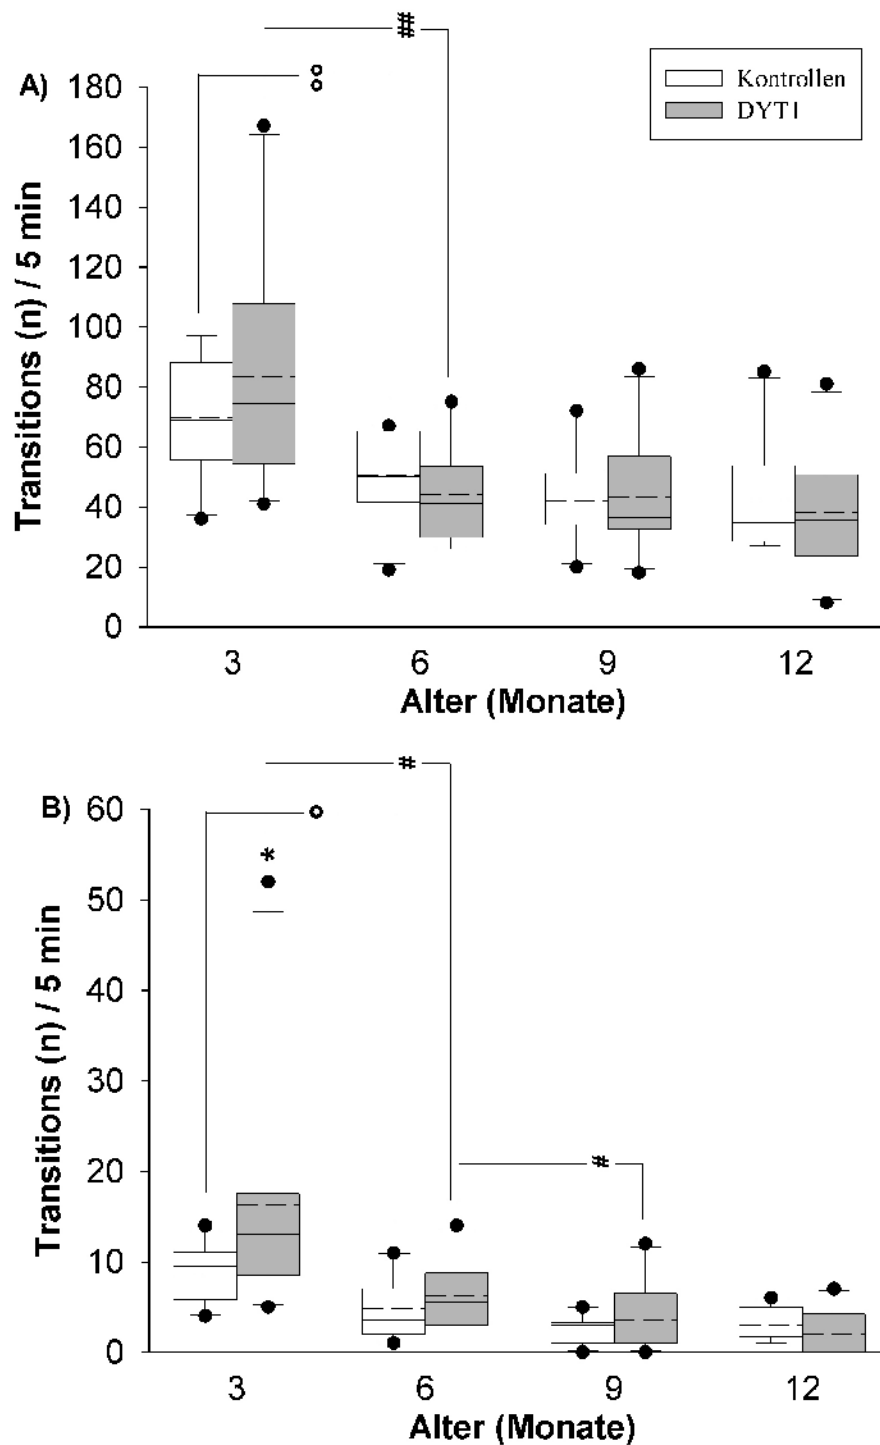 ##
A)
180
°°
Kontrollen
DYT1
160
140
120
100
80
60
40
20
0
Transitions (n) / 5 min
3 6 9 12
Alter (Monate)
#
B)
60
°
*
50
40
30
20
#
10
0
Transitions (n) / 5 min
3 6 9 12
Alter (Monate)